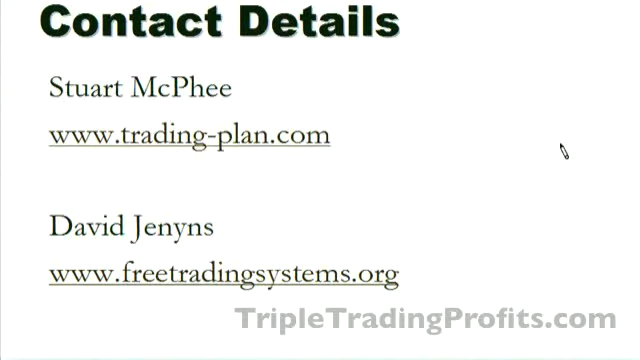 Contact Details
Stuart McPhee
www.trading-plan.com
David Jenyns
www.freetradingsystems.org
TripleTradingProfits.com